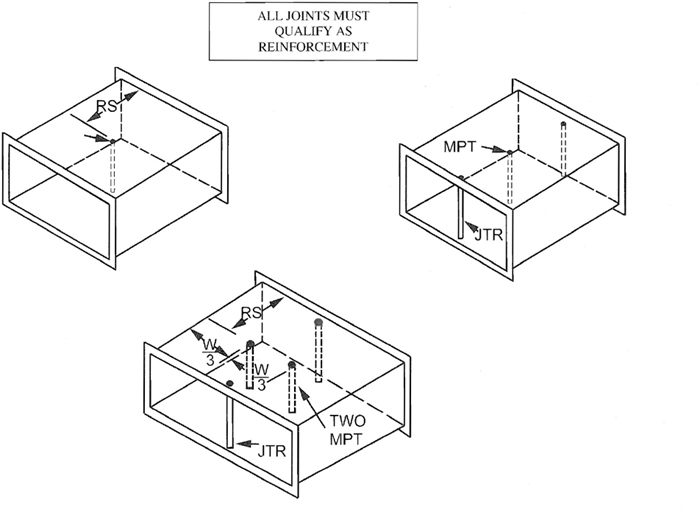 ALL JOINTS MUST
QUALIFY AS
REINFORCEMENT
RS
MPT
JTR
RS
W
3
W
3
TWO
MPT
JTR